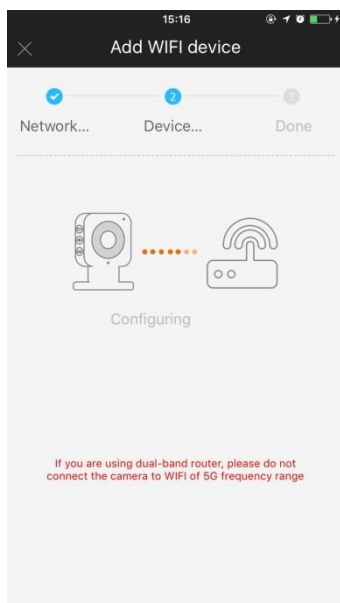 15:16
Add WIFI device
2
3
Network...
Device...
Done
Configuring
If you are using dual-band router, please do not
connect the camera to WIFI of 5G frequency range